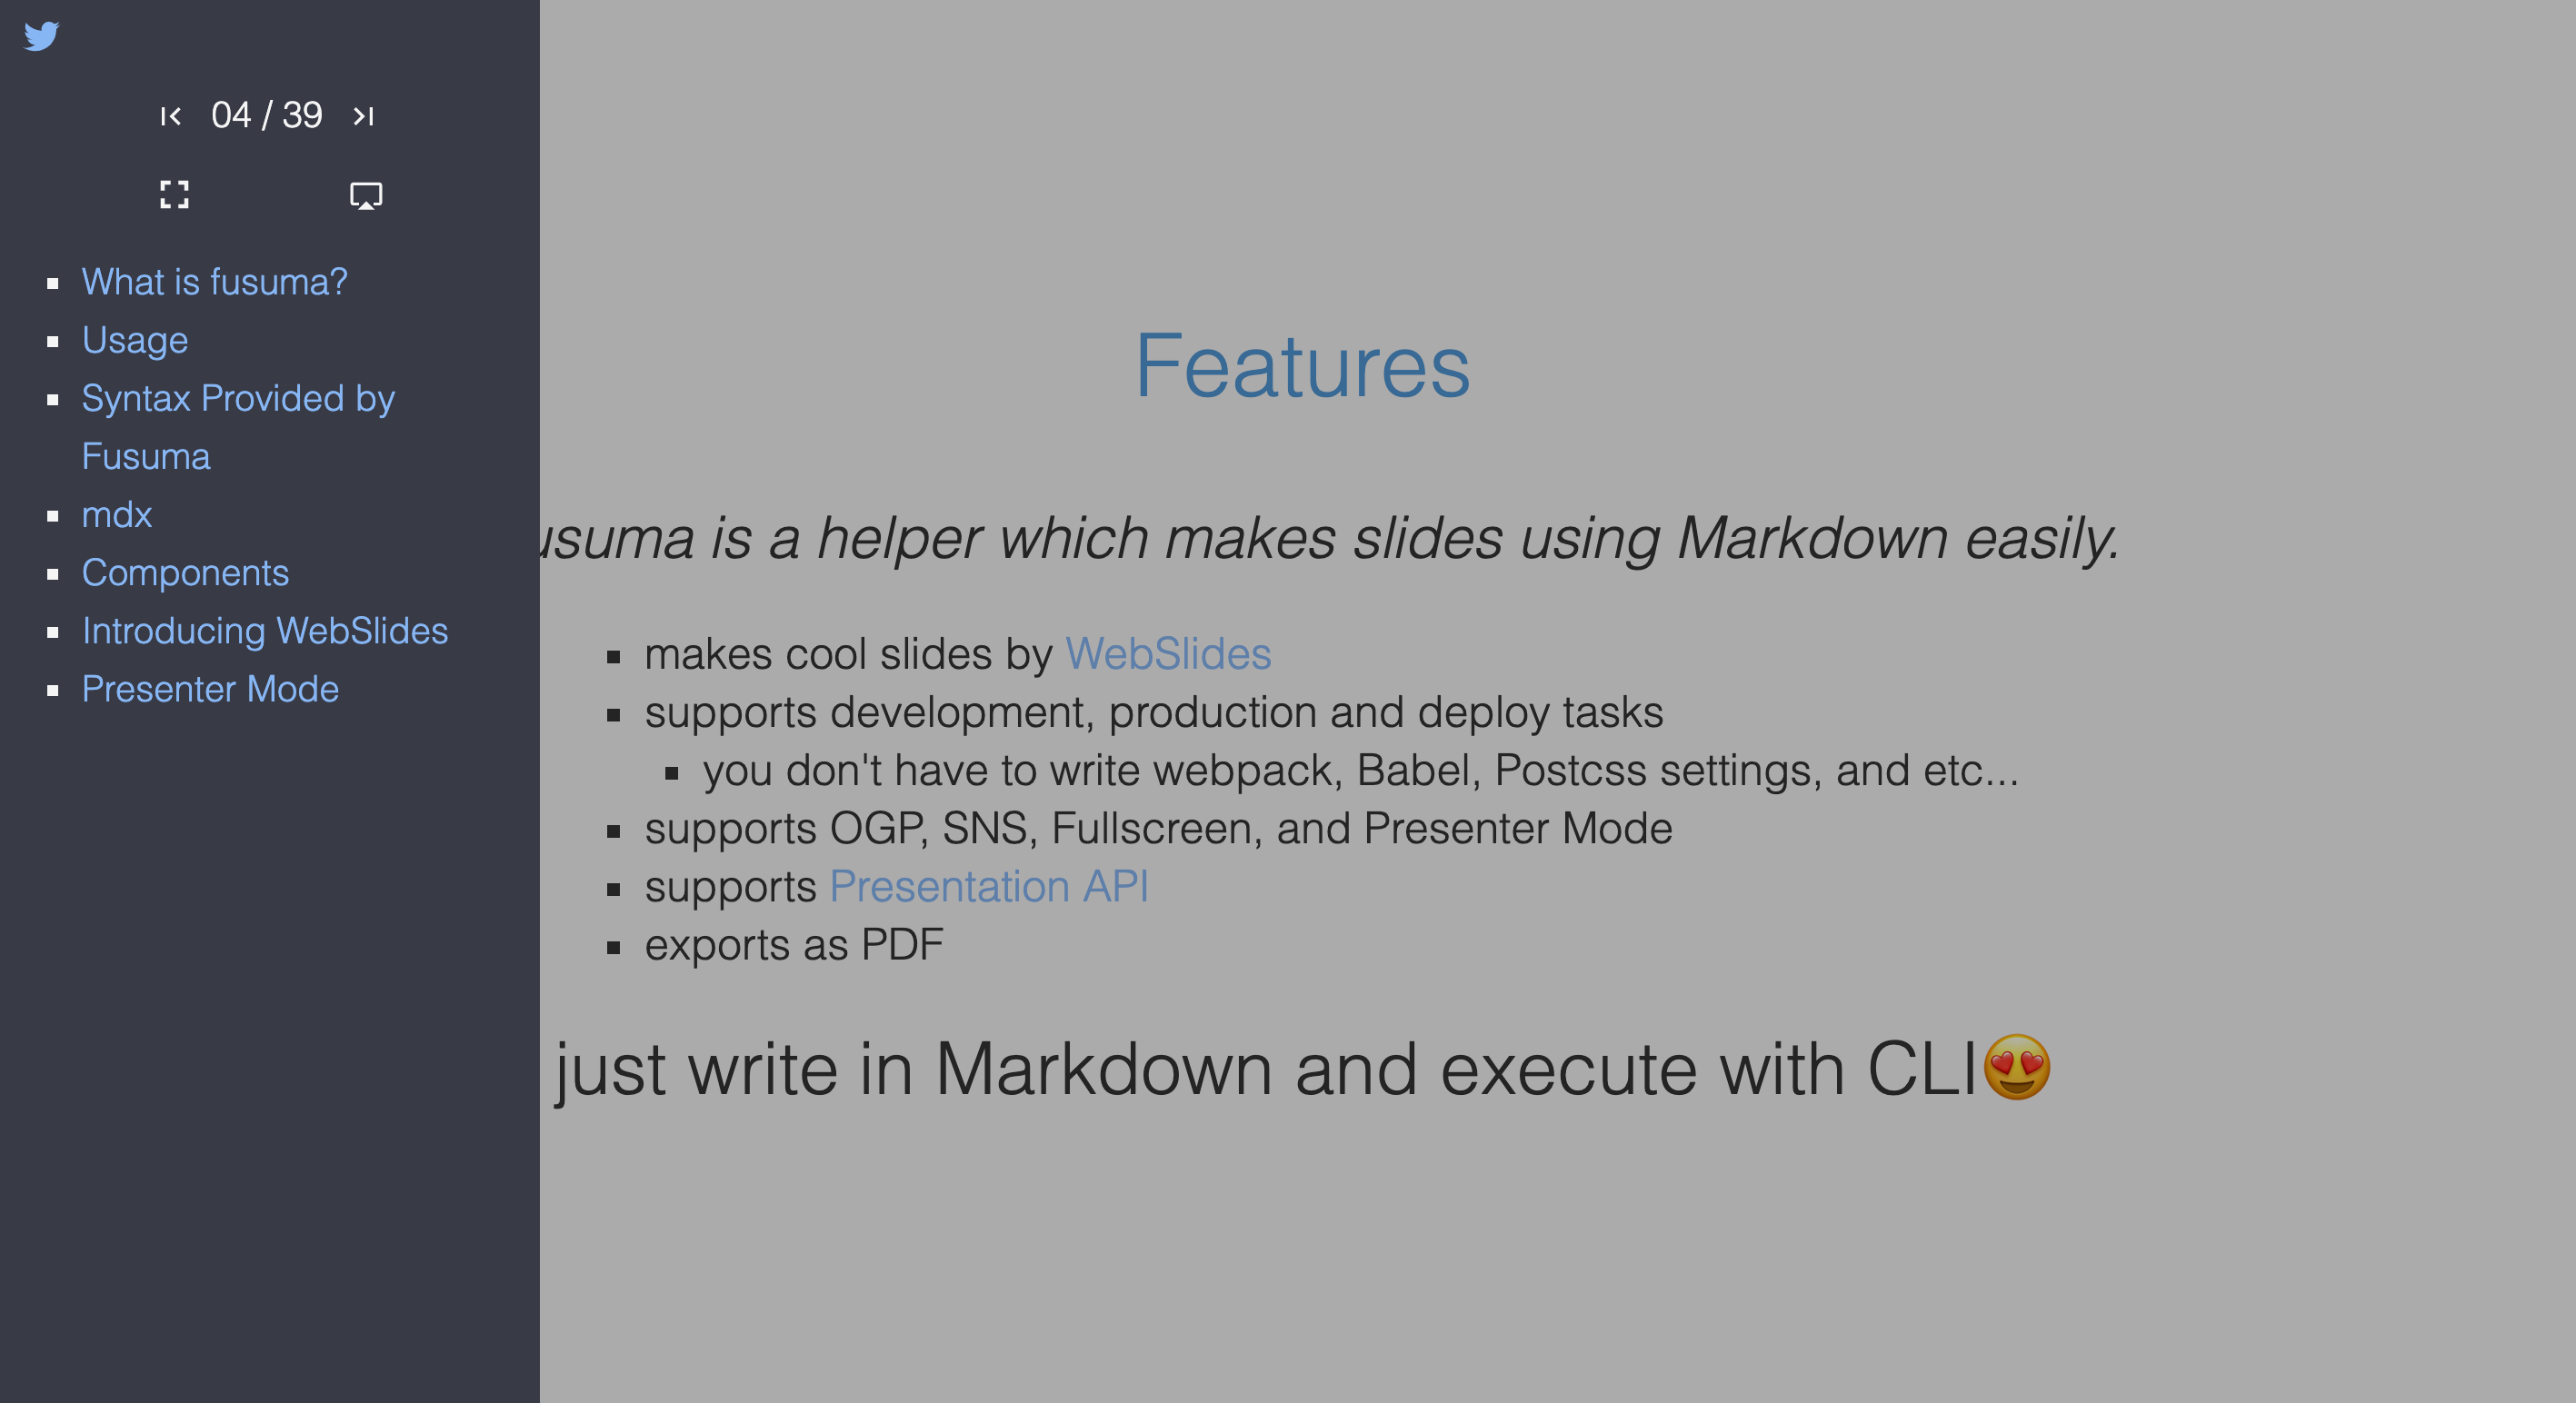 04 / 39
What is fusuma?
Usage
Syntax Provided by
Fusuma
mdx
Components
Introducing WebSlides
Presenter Mode
Features
usuma is a helper which makes slides using Markdown easily.
makes cool slides by WebSlides
supports development, production and deploy tasks
you don't have to write webpack, Babel, Postcss settings, and etc...
supports OGP, SNS, Fullscreen, and Presenter Mode
supports Presentation API
exports as PDF
just write in Markdown and execute with CLI😍